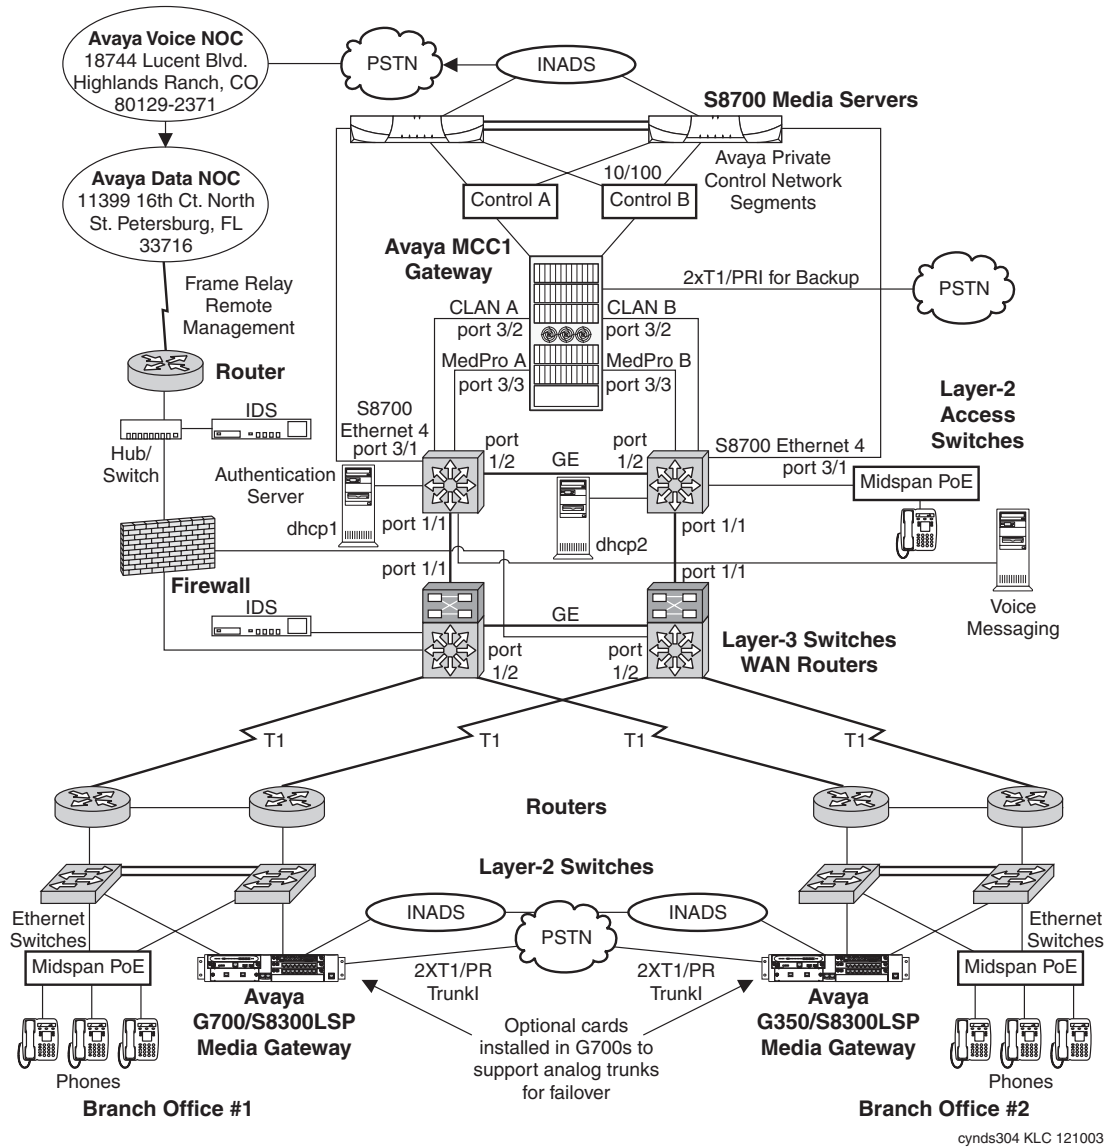 Avaya Voice NOC
18744 Lucent Blvd.
Highlands Ranch, CO
80129-2371
PSTN
INADS
S8700 Media Servers
Avaya Data NOC
11399 16th Ct. North
St. Petersburg, FL
33716
10/100
Avaya Private
Control Network
Segments
Control A
Control B
Avaya MCC1
Gateway
2xT1/PRI for Backup
PSTN
Frame Relay
Remote
Management
CLAN A
port 3/2
CLAN B
port 3/2
MedPro A
port 3/3
MedPro B
port 3/3
Router
Layer-2
Access
Switches
IDS
Hub/
Switch
S8700
Ethernet 4
port 3/1
port
1/2
GE
port
1/2
S8700 Ethernet 4
port 3/1
Midspan PoE
Authentication
Server
dhcp1
port 1/1
dhcp2
port 1/1
port 1/1
port 1/1
Firewall
Voice
Messaging
IDS
GE
port
1/2
port
1/2
Layer-3 Switches
WAN Routers
T1
T1
T1
T1
Routers
Layer-2 Switches
INADS
PSTN
INADS
Ethernet
Switches
Ethernet
Switches
Midspan PoE
2XT1/PR
TrunkI
2XT1/PR
TrunkI
Midspan PoE
Avaya
G700/S8300LSP
Media Gateway
Optional cards
installed in G700s to
support analog trunks
for failover
Avaya
G350/S8300LSP
Media Gateway
Phones
Phones
Branch Office #1
Branch Office #2
cynds304 KLC 121003